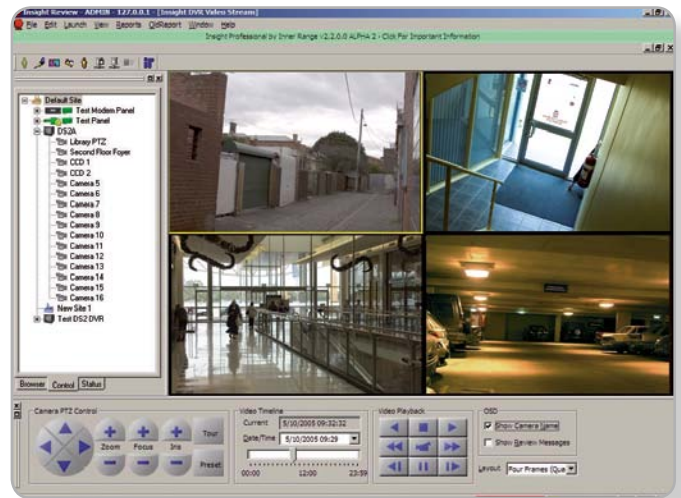 Insight Review - ADMIN - 127.0.0.1 - [Insight DVR Video Stream]
File Edit Launch View Reports OldReport Window Help
Insight Professional by Inner Range v2.2.0.0 ALPHA 2 - Click For Important Information
Default Site
Test Modem Panel
Test Panel
DS2A
Library PTZ
Second Floor Foyer
CCD 1
CCD 2
Camera 5
Camera 6
Camera 7
Camera 8
Camera 9
Camera 10
Camera 11
Camera 12
Camera 13
Camera 14
Camera 15
Camera 16
New Site 1
Test DS2 DVR
Browser Control Status
Camera PTZ Control
Zoom Focus Iris
Tour
Preset
Video Timeline
Current 5/10/2005 09:32:32
Date/Time 5/10/2005 09:29
00:00 12:00 23:59
Video Playback
OSD
Show Camera Name
Show Review Messages
Layout Four Frames (Qua